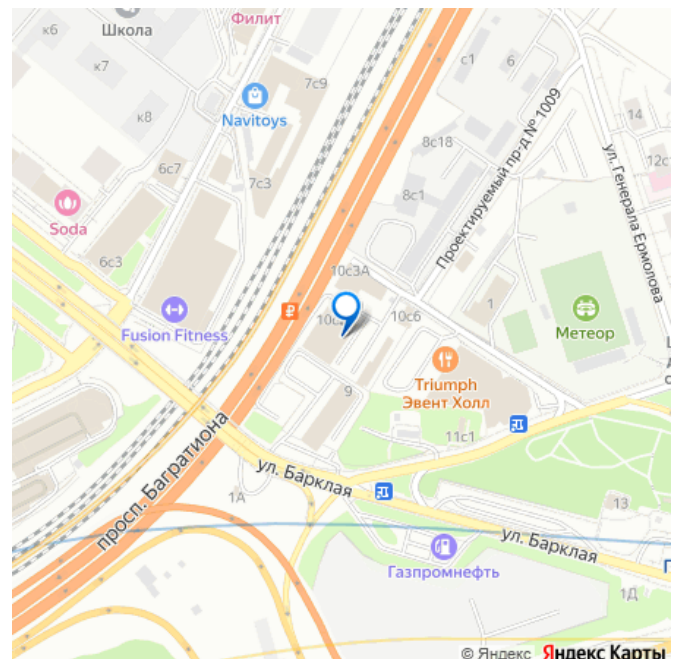 Филит
к6
Школа
7с9
к7
Navitoys
с1
6
Проектируемый пр-д № 1009
14
к8
8с18
ул. Генерала Ермолова
12с
6с7
7с3
8с1
Soda
6с3
10с3А
1
10с6
Fusion Fitness
Метеор
Triumph
Эвент Холл
9
11с1
просп. Багратиона
ул. Барклая
1А
13
ул. Барклая
Газпромнефть
1Д
© Яндекс Яндекс Карты